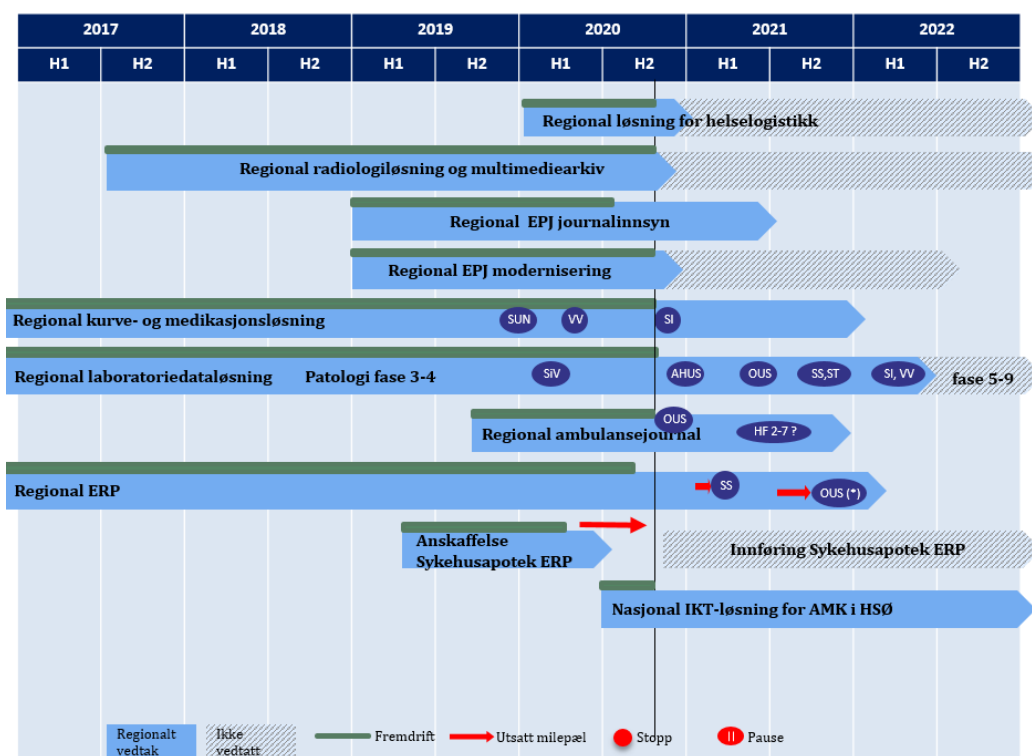 2017 2018 2019 2020 2021 2022
H1 H2 H1 H2 H1 H2 H1 H2 H1 H2 H1 H2
Regional løsning for helselogistikk
Regional radiologiløsning og multimediearkiv
Regional EPJ journalinnsyn
Regional EPJ modernisering
Regional kurve- og medikasjonsløsning SUN VV SI
Regional laboratoriedataløsning Patologi fase 3-4 SiV AHUS OUS SS,ST SI, VV fase 5-9
OUS
Regional ambulansejournal HF 2-7 ?
Regional ERP SS OUS (*)
Anskaffelse
Sykehusapotek ERP
Innføring Sykehusapotek ERP
Nasjonal IKT-løsning for AMK i HSØ
Regionalt
vedtak
Ikke
vedtatt
Fremdrift
Utsatt milepæl
Stopp
II Pause